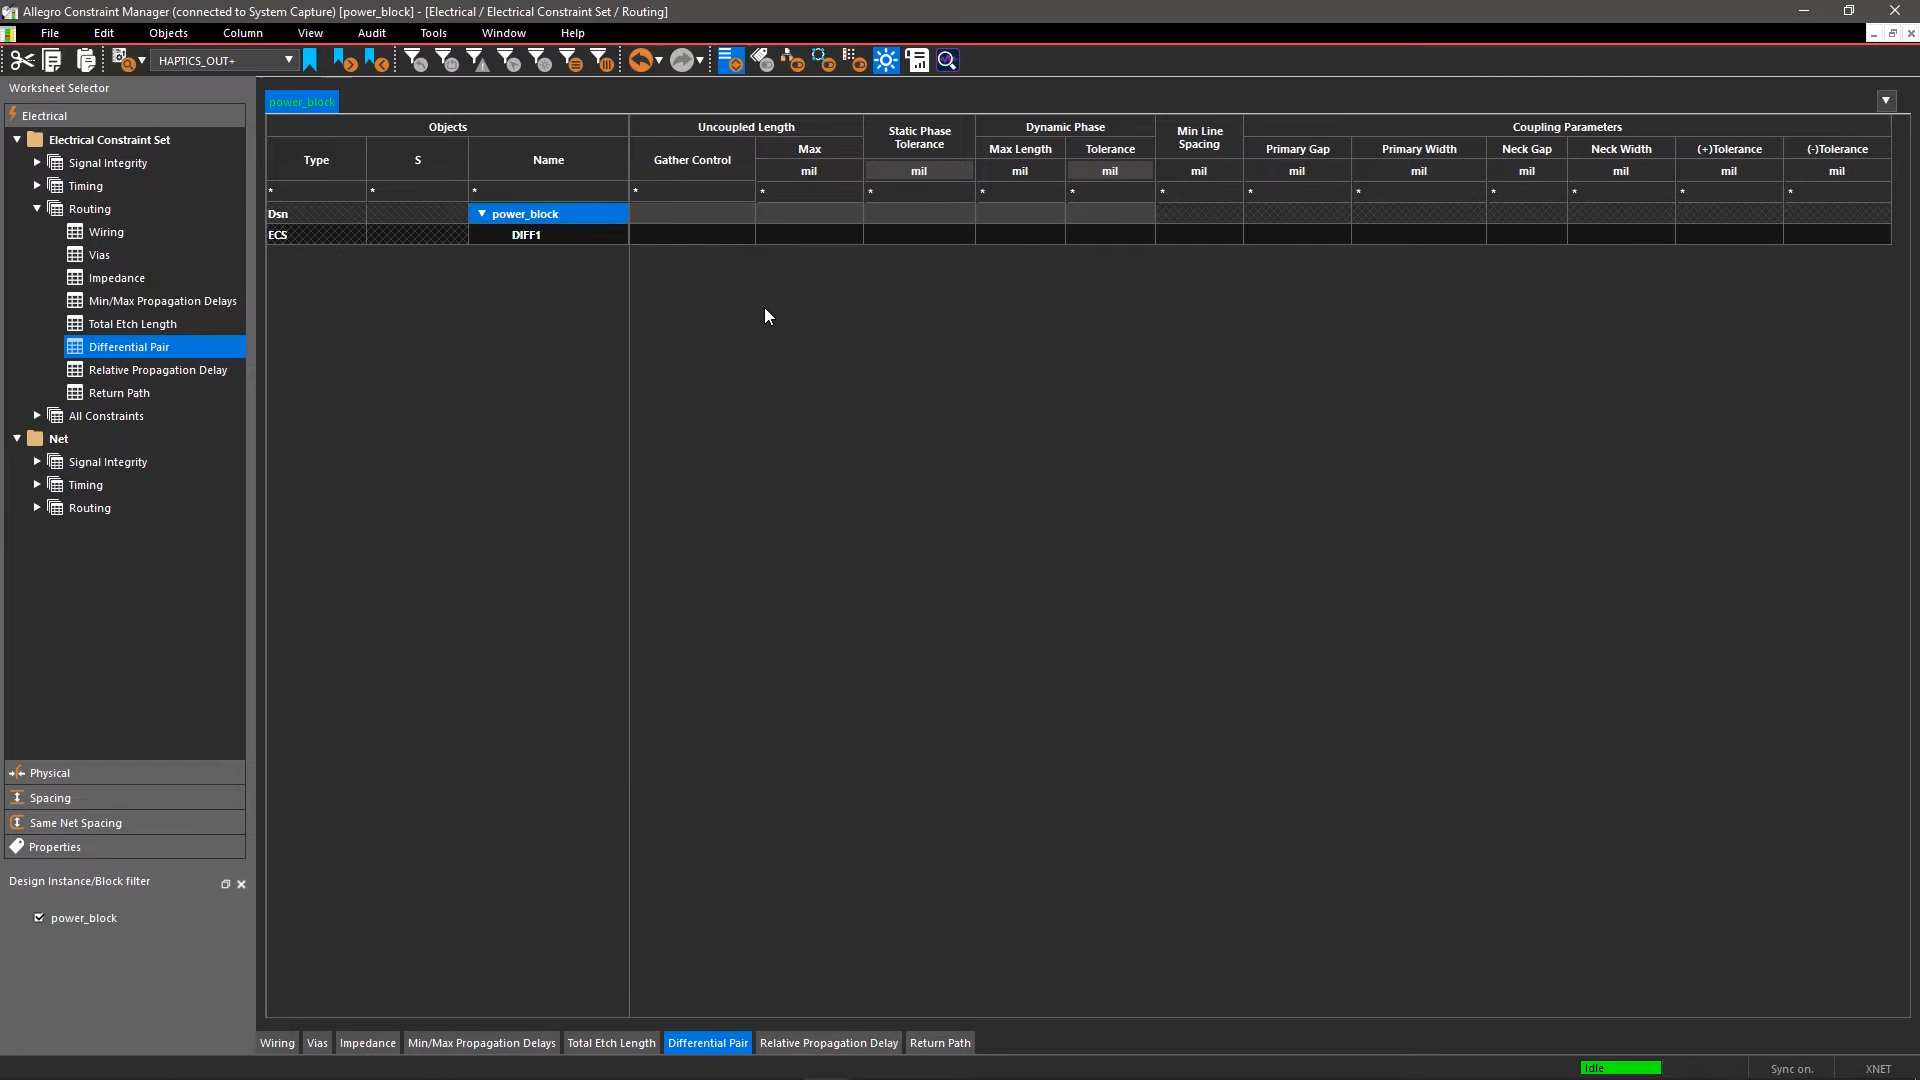 Allegro Constraint Manager (connected to System Capture) [power_block] - [Electrical / Electrical Constraint Set / Routing]
File Edit Objects Column View Audit Tools Window Help
HAPTICS_OUT+
Worksheet Selector
Electrical
Electrical Constraint Set
Signal Integrity
Timing
Routing
Wiring
Vias
Impedance
Min/Max Propagation Delays
Total Etch Length
Differential Pair
Relative Propagation Delay
Return Path
All Constraints
Net
Signal Integrity
Timing
Routing
Physical
Spacing
Same Net Spacing
Properties
Design Instance/Block filter
power_block
power_block
Objects Uncoupled Length Static Phase Tolerance Dynamic Phase Min Line Spacing Coupling Parameters
Type S Name Gather Control Max Max Length Tolerance Primary Gap Primary Width Neck Gap Neck Width (+)Tolerance (-)Tolerance
mil mil mil mil mil mil mil mil mil mil mil
* * * * * * * * * * * * * * *
Dsn power_block
ECS DIFF1
Wiring Vias Impedance Min/Max Propagation Delays Total Etch Length Differential Pair Relative Propagation Delay Return Path
Idle Sync on. XNET